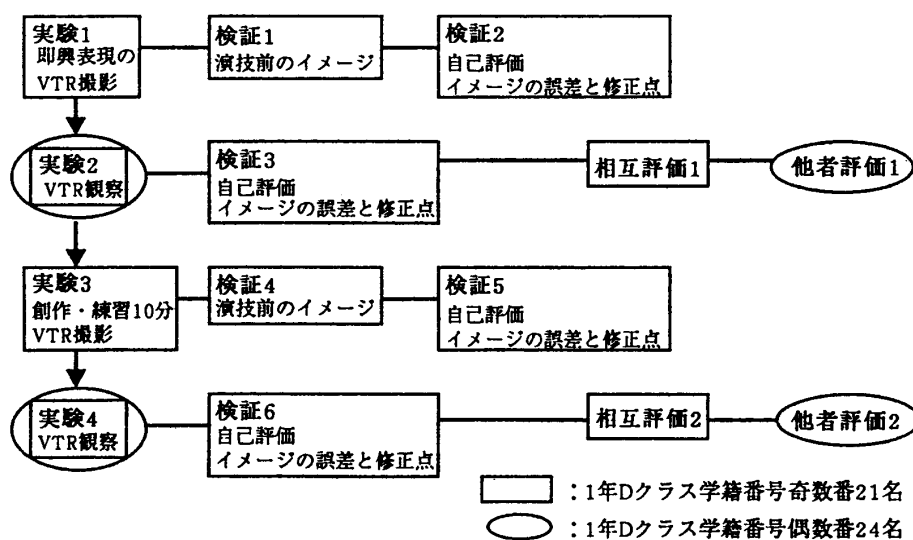 実験1
即興表現の
VTR撮影
検証1
演技前のイメージ
検証2
自己評価
イメージの誤差と修正点
実験2
VTR観察
検証3
自己評価
イメージの誤差と修正点
相互評価1
他者評価1
実験3
創作・練習10分
VTR撮影
検証4
演技前のイメージ
検証5
自己評価
イメージの誤差と修正点
実験4
VTR観察
検証6
自己評価
イメージの誤差と修正点
相互評価2
他者評価2
:1年Dクラス学籍番号奇数番21名
:1年Dクラス学籍番号偶数番24名